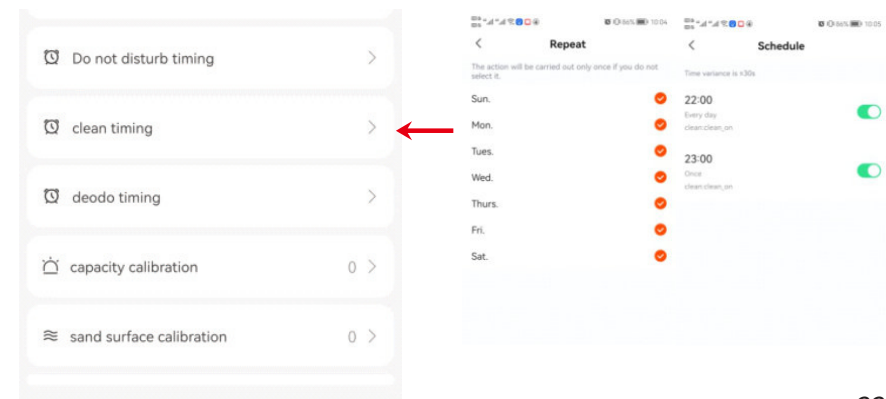 Do not disturb timing
clean timing
deodo timing
capacity calibration 0
sand surface calibration 0
86% 10:04
Repeat
The action will be carried out only once if you do not
select it.
Sun.
Mon.
Tues.
Wed.
Thurs.
Fri.
Sat.
86% 10:05
Schedule
Time variance is ±30s
22:00
Every day
clean:clean_on
23:00
Once
clean:clean_on